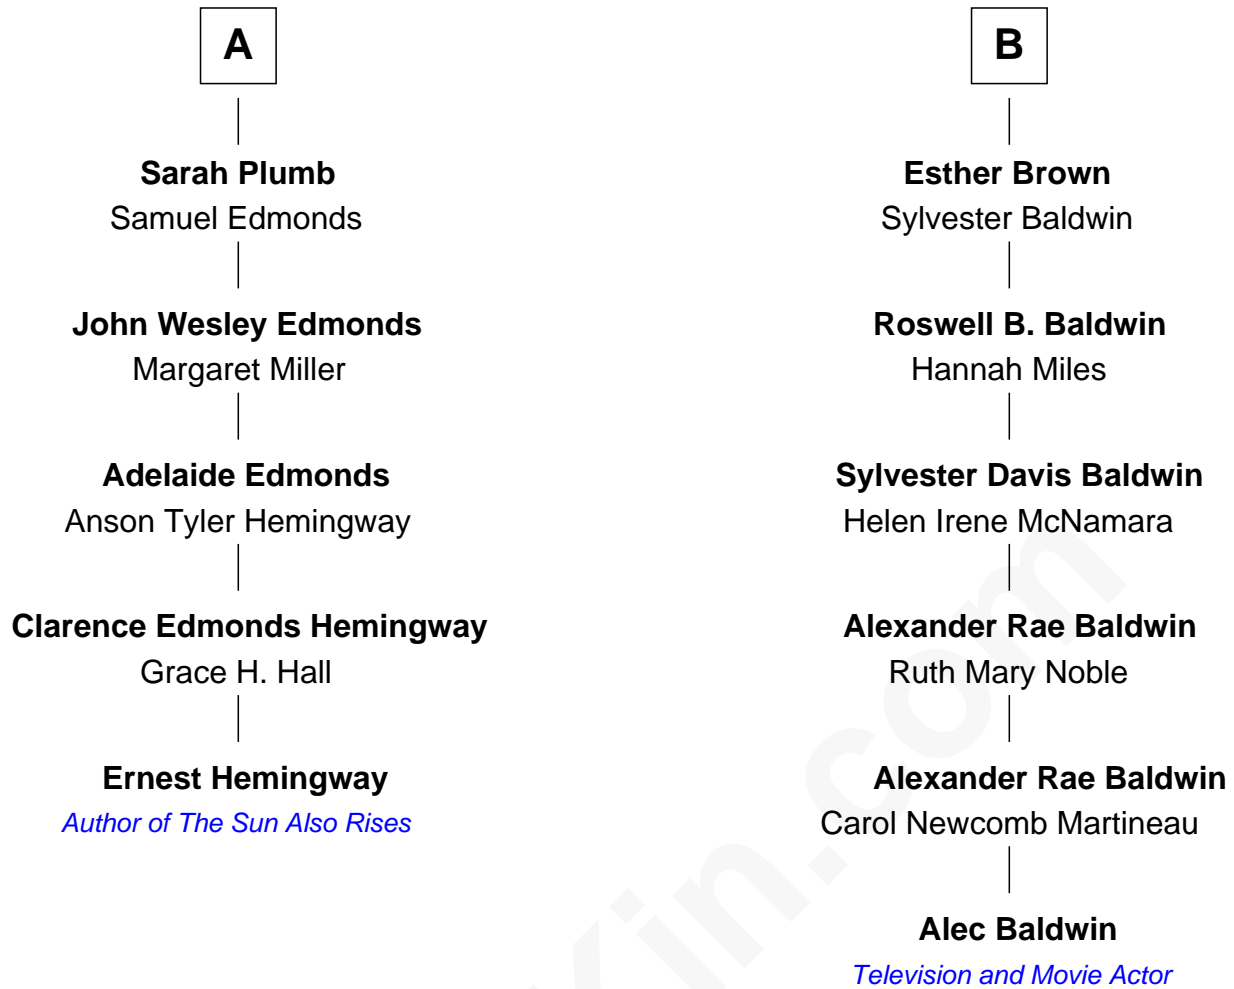 A
Sarah Plumb
Samuel Edmonds
John Wesley Edmonds
Margaret Miller
Adelaide Edmonds
Anson Tyler Hemingway
Clarence Edmonds Hemingway
Grace H. Hall
Ernest Hemingway
Author of The Sun Also Rises
B
Esther Brown
Sylvester Baldwin
Roswell B. Baldwin
Hannah Miles
Sylvester Davis Baldwin
Helen Irene McNamara
Alexander Rae Baldwin
Ruth Mary Noble
Alexander Rae Baldwin
Carol Newcomb Martineau
Alec Baldwin
Television and Movie Actor
Kin.com